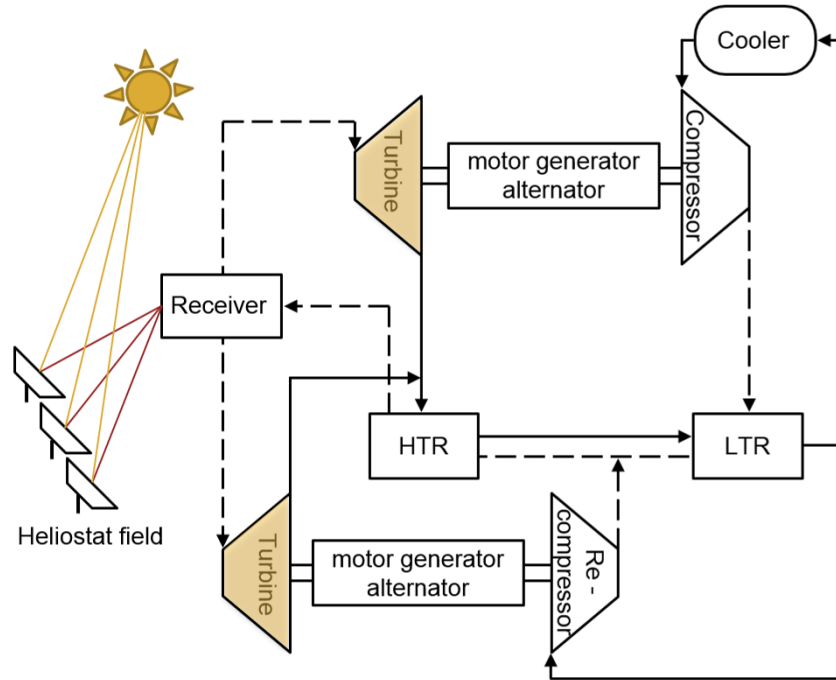 Cooler
Turbine
motor generator
alternator
Compressor
Receiver
HTR
LTR
Heliostat field
Turbine
motor generator
alternator
Re -
compressor